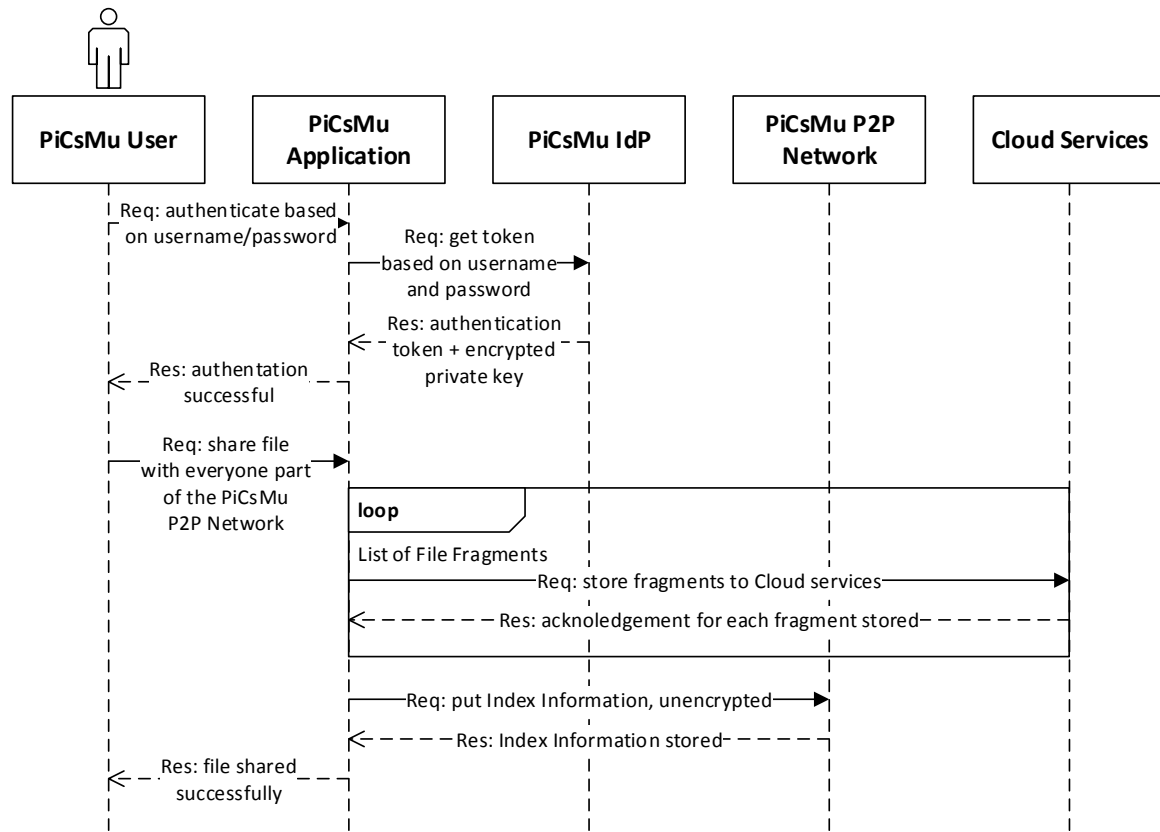 PiCsMu User
PiCsMu
Application
PiCsMu IdP
PiCsMu P2P
Network
Cloud Services
Req: authenticate based
on username/password
Req: get token
based on username
and password
Res: authentication
token + encrypted
private key
Res: authentation
successful
Req: share file
with everyone part
of the PiCsMu
P2P Network
loop
List of File Fragments
Req: store fragments to Cloud services
Res: acknoledgement for each fragment stored
Req: put Index Information, unencrypted
Res: Index Information stored
Res: file shared
successfully